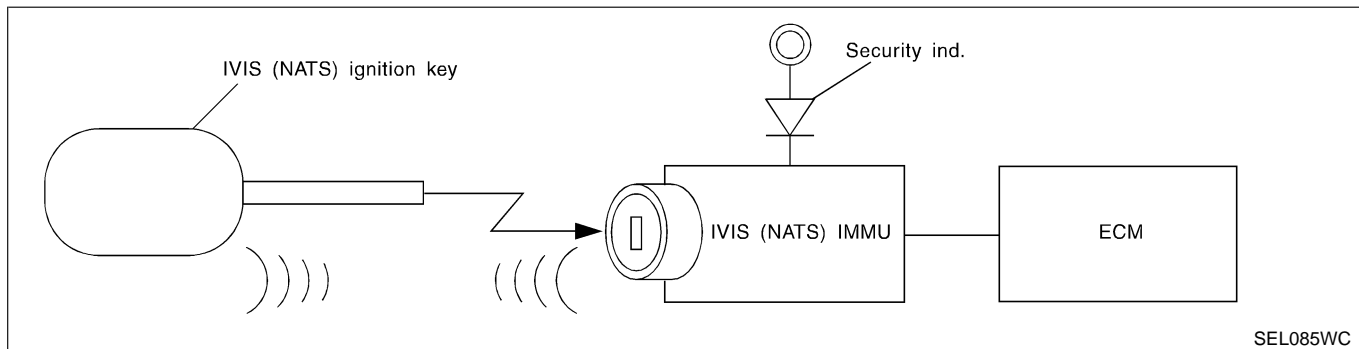 IVIS (NATS) ignition key
Security ind.
IVIS (NATS) IMMU
ECM
SEL085WC